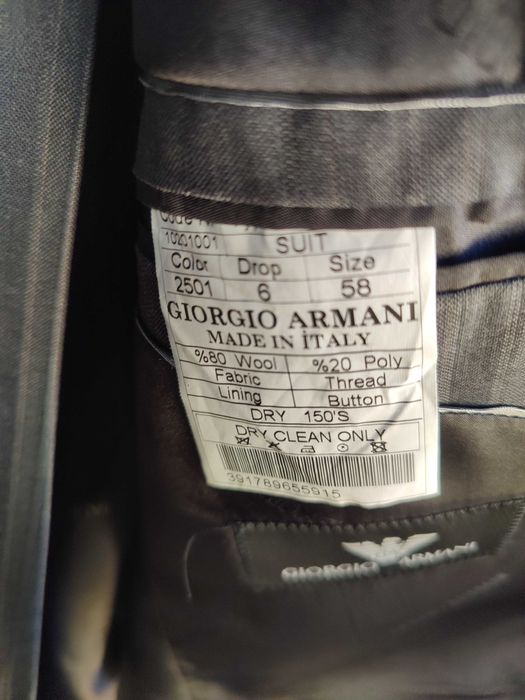 10201001 SUIT
Color Drop Size
2501 6 58
GIORGIO ARMANI
MADE IN İTALY
%80 Wool %20 Poly
Fabric Thread
Lining Button
DRY 150'S
DRY CLEAN ONLY
391789655915
GIORGIO ARMANI